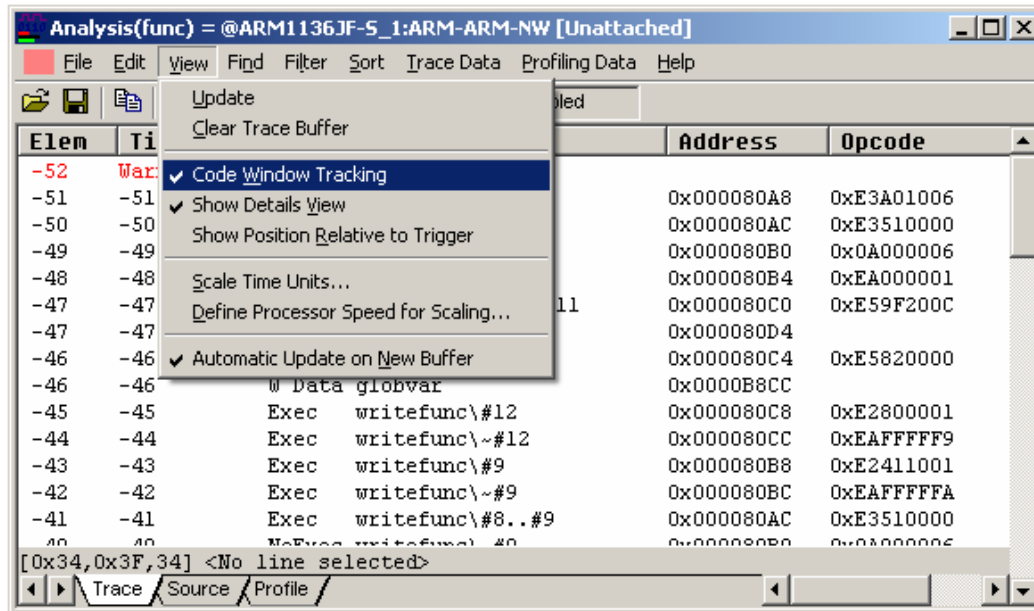 Analysis(func) = @ARM1136JF-S_1:ARM-ARM-NW [Unattached]
File Edit View Find Filter Sort Trace Data Profiling Data Help
Update
Clear Trace Buffer
Code Window Tracking
Show Details View
Show Position Relative to Trigger
Scale Time Units...
Define Processor Speed for Scaling...
Automatic Update on New Buffer
Elem Address Opcode
-52
-51 -51 0x000080A8 0xE3A01006
-50 -50 0x000080AC 0xE3510000
-49 -49 0x000080B0 0x0A000006
-48 -48 0x000080B4 0xEA000001
-47 -47 0x000080C0 0xE59F200C
-47 -47 0x000080D4
-46 -46 0x000080C4 0xE5820000
-46 -46 W Data globvar 0x0000B8CC
-45 -45 Exec writefunc\#12 0x000080C8 0xE2800001
-44 -44 Exec writefunc\~#12 0x000080CC 0xEAFFFFF9
-43 -43 Exec writefunc\#9 0x000080B8 0xE2411001
-42 -42 Exec writefunc\~#9 0x000080BC 0xEAFFFFFA
-41 -41 Exec writefunc\#8..#9 0x000080AC 0xE3510000
[0x34,0x3F,34] <No line selected>
Trace Source Profile